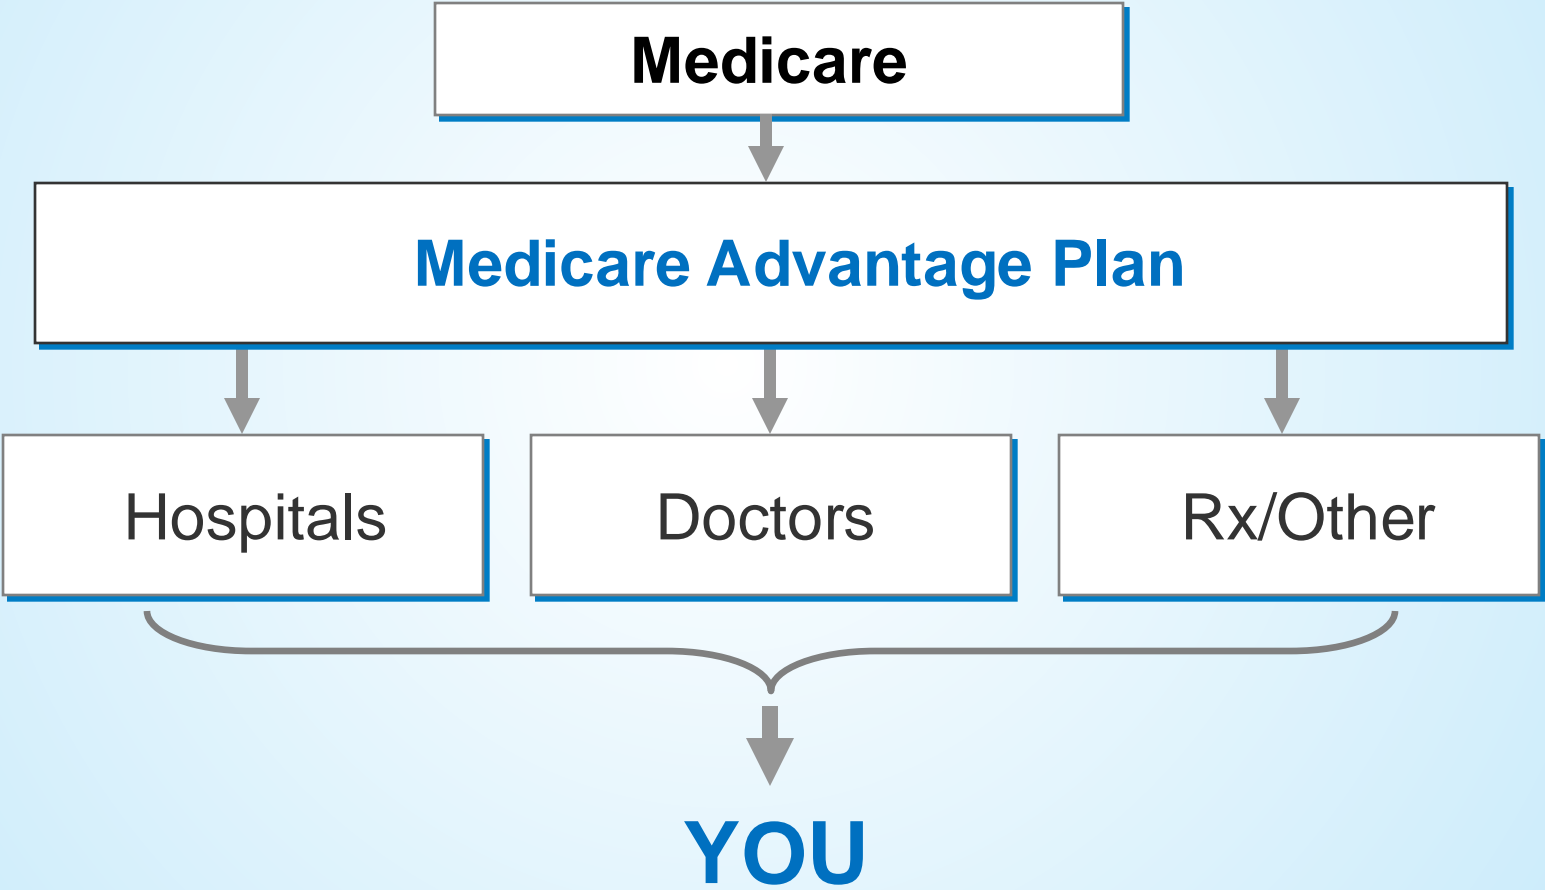 Medicare
Medicare Advantage Plan
Hospitals
Doctors
Rx/Other
YOU